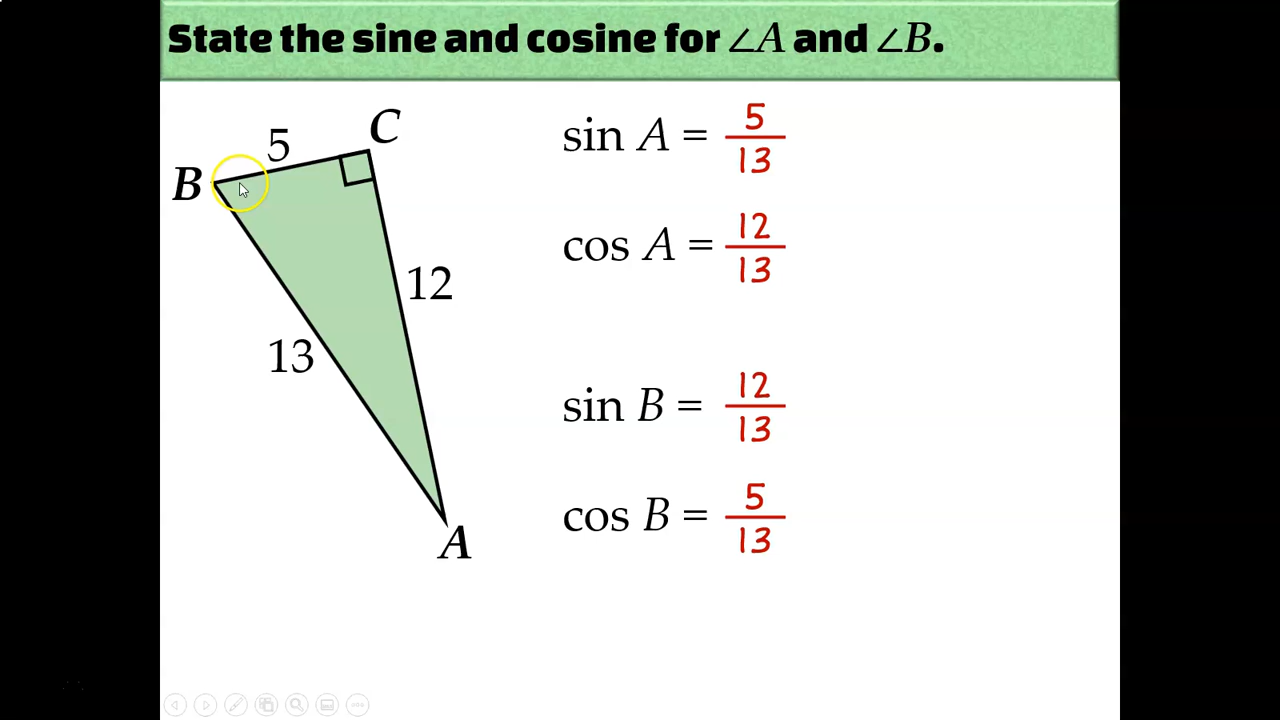 State the sine and cosine for ∠A and ∠B.
C
5
B
12
13
A
sin A = 5/13
cos A = 12/13
sin B = 12/13
cos B = 5/13